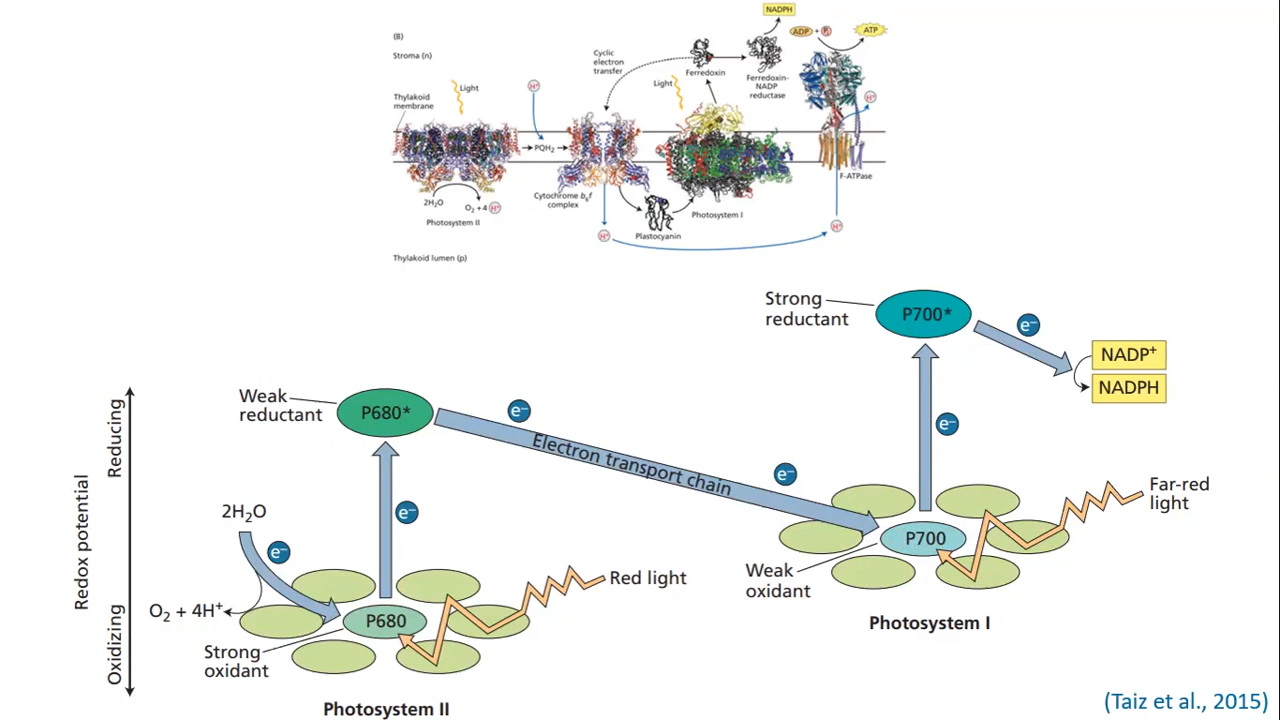 (B)
Stroma (n)
Thylakoid
membrane
Light
H⁺
PQH₂
2H₂O
O₂ + 4 H⁺
Photosystem II
Cyclic
electron
transfer
Cytochrome b₆f
complex
H⁺
Plastocyanin
Light
Ferredoxin
Photosystem I
NADPH
Ferredoxin-
NADP
reductase
ADP + Pᵢ
ATP
H⁺
F-ATPase
H⁺
Thylakoid lumen (p)
Redox potential
Reducing
Oxidizing
Weak
reductant
P680*
e⁻
Electron transport chain
e⁻
e⁻
2H₂O
e⁻
O₂ + 4H⁺
P680
Red light
Strong
oxidant
Photosystem II
Strong
reductant
P700*
e⁻
NADP⁺
NADPH
e⁻
Far-red
light
P700
Weak
oxidant
Photosystem I
(Taiz et al., 2015)